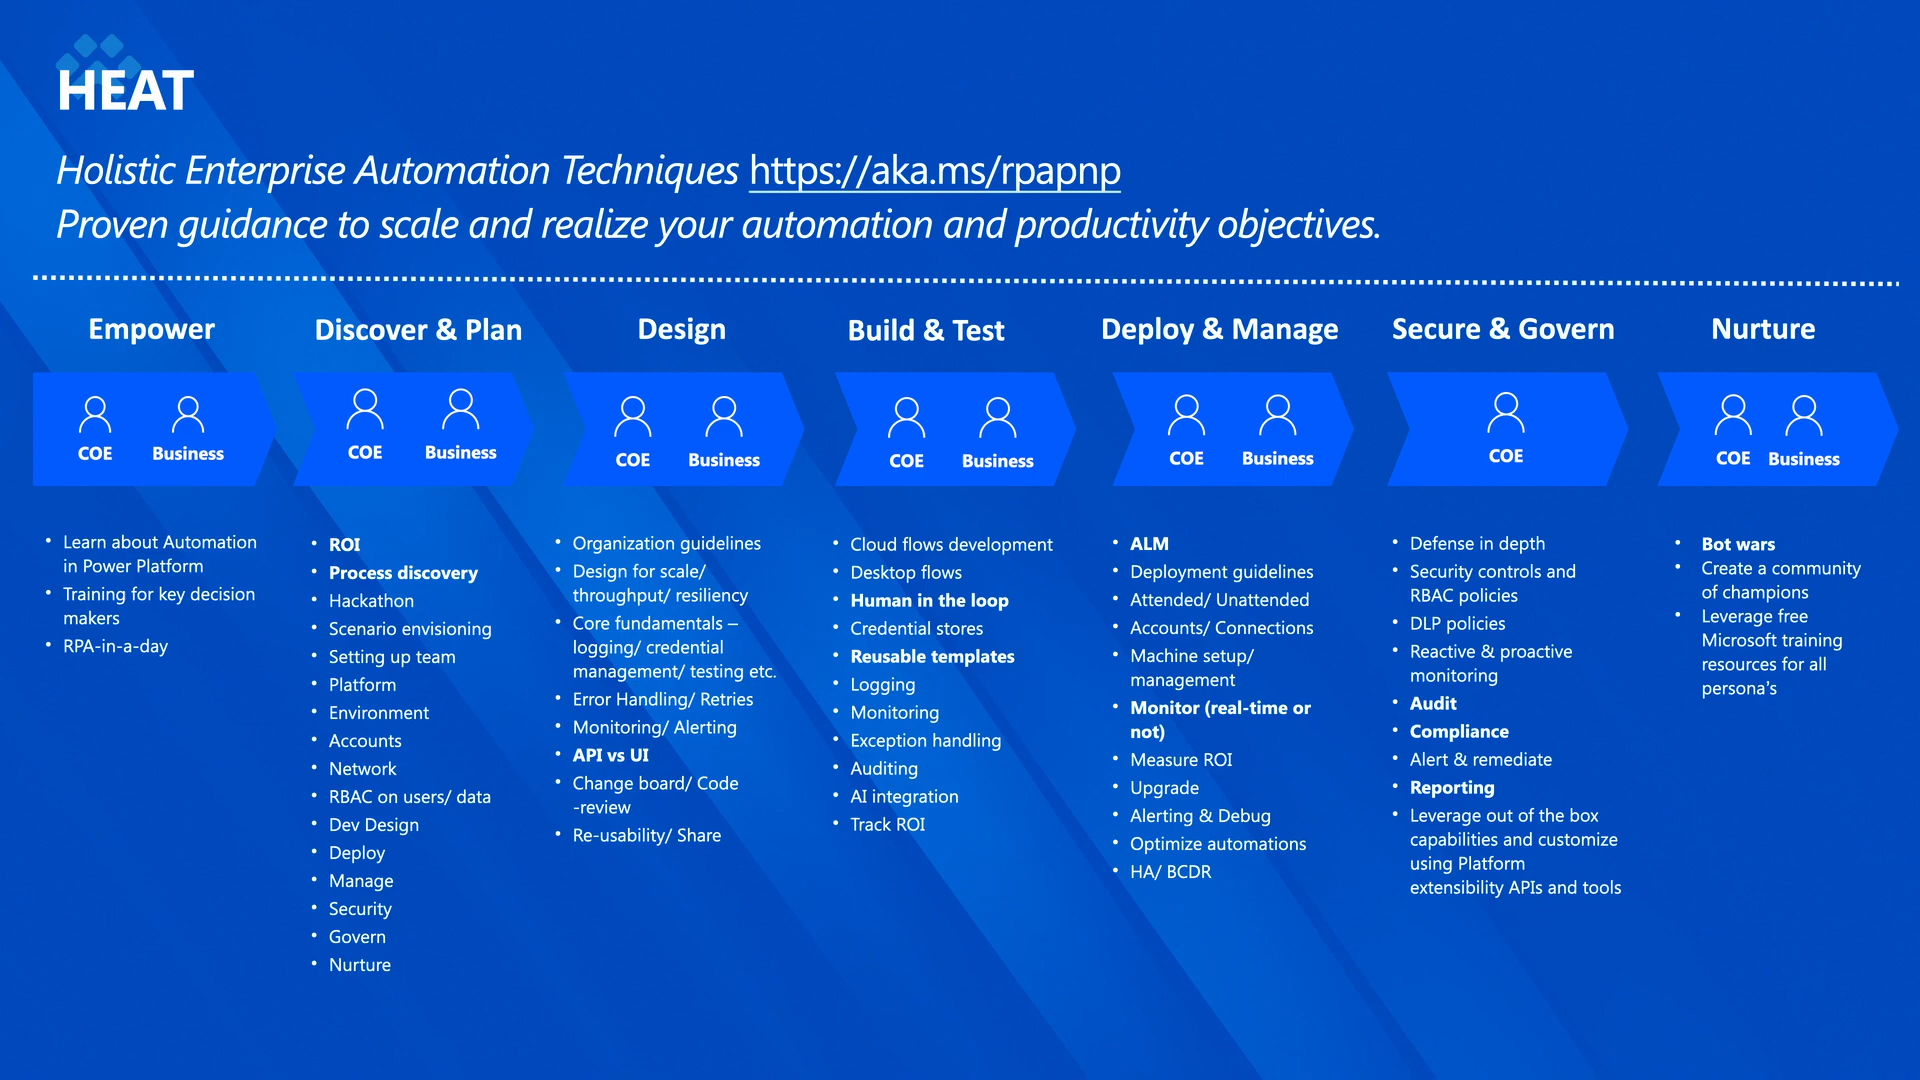 HEAT
Holistic Enterprise Automation Techniques https://aka.ms/rpapnp
Proven guidance to scale and realize your automation and productivity objectives.
Empower
COE Business
• Learn about Automation
in Power Platform
• Training for key decision
makers
• RPA-in-a-day
Discover & Plan
COE Business
• ROI
• Process discovery
• Hackathon
• Scenario envisioning
• Setting up team
• Platform
• Environment
• Accounts
• Network
• RBAC on users/ data
• Dev Design
• Deploy
• Manage
• Security
• Govern
• Nurture
Design
COE Business
• Organization guidelines
• Design for scale/
throughput/ resiliency
• Core fundamentals –
logging/ credential
management/ testing etc.
• Error Handling/ Retries
• Monitoring/ Alerting
• API vs UI
• Change board/ Code
-review
• Re-usability/ Share
Build & Test
COE Business
• Cloud flows development
• Desktop flows
• Human in the loop
• Credential stores
• Reusable templates
• Logging
• Monitoring
• Exception handling
• Auditing
• AI integration
• Track ROI
Deploy & Manage
COE Business
• ALM
• Deployment guidelines
• Attended/ Unattended
• Accounts/ Connections
• Machine setup/
management
• Monitor (real-time or
not)
• Measure ROI
• Upgrade
• Alerting & Debug
• Optimize automations
• HA/ BCDR
Secure & Govern
COE
• Defense in depth
• Security controls and
RBAC policies
• DLP policies
• Reactive & proactive
monitoring
• Audit
• Compliance
• Alert & remediate
• Reporting
• Leverage out of the box
capabilities and customize
using Platform
extensibility APIs and tools
Nurture
COE Business
• Bot wars
• Create a community
of champions
• Leverage free
Microsoft training
resources for all
persona's